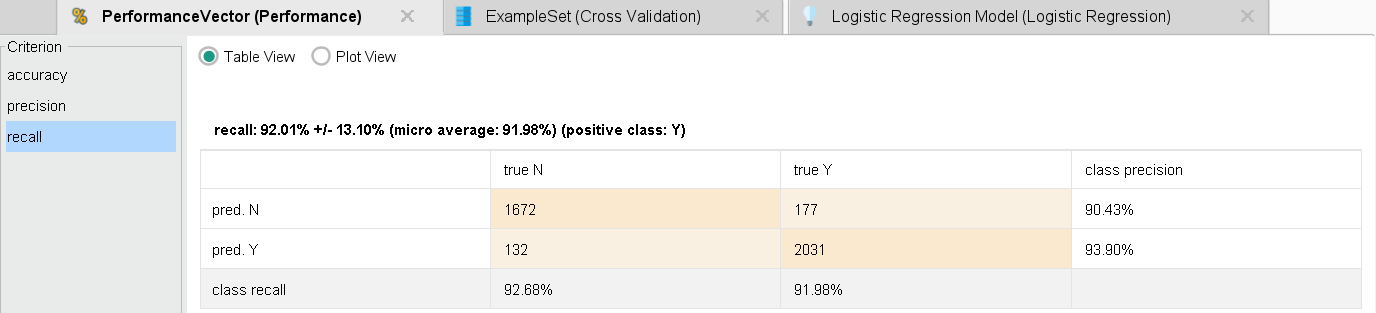 PerformanceVector (Performance) ExampleSet (Cross Validation) Logistic Regression Model (Logistic Regression)
Criterion
accuracy
precision
recall
Table View Plot View
recall: 92.01% +/- 13.10% (micro average: 91.98%) (positive class: Y)
true N true Y class precision
pred. N 1672 177 90.43%
pred. Y 132 2031 93.90%
class recall 92.68% 91.98%